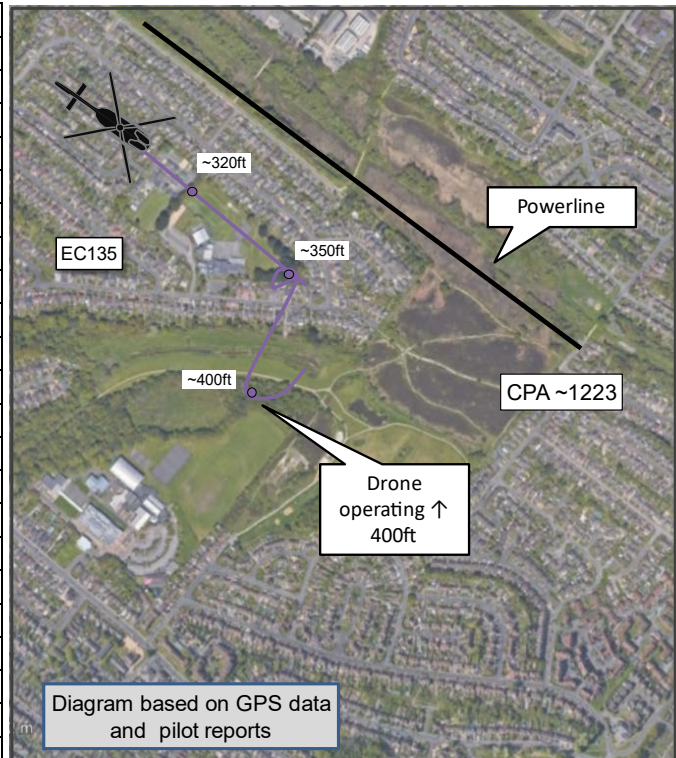 ~320ft
Powerline
EC135
~350ft
~400ft
CPA ~1223
Drone
operating ↑
400ft
Diagram based on GPS data
and pilot reports
m